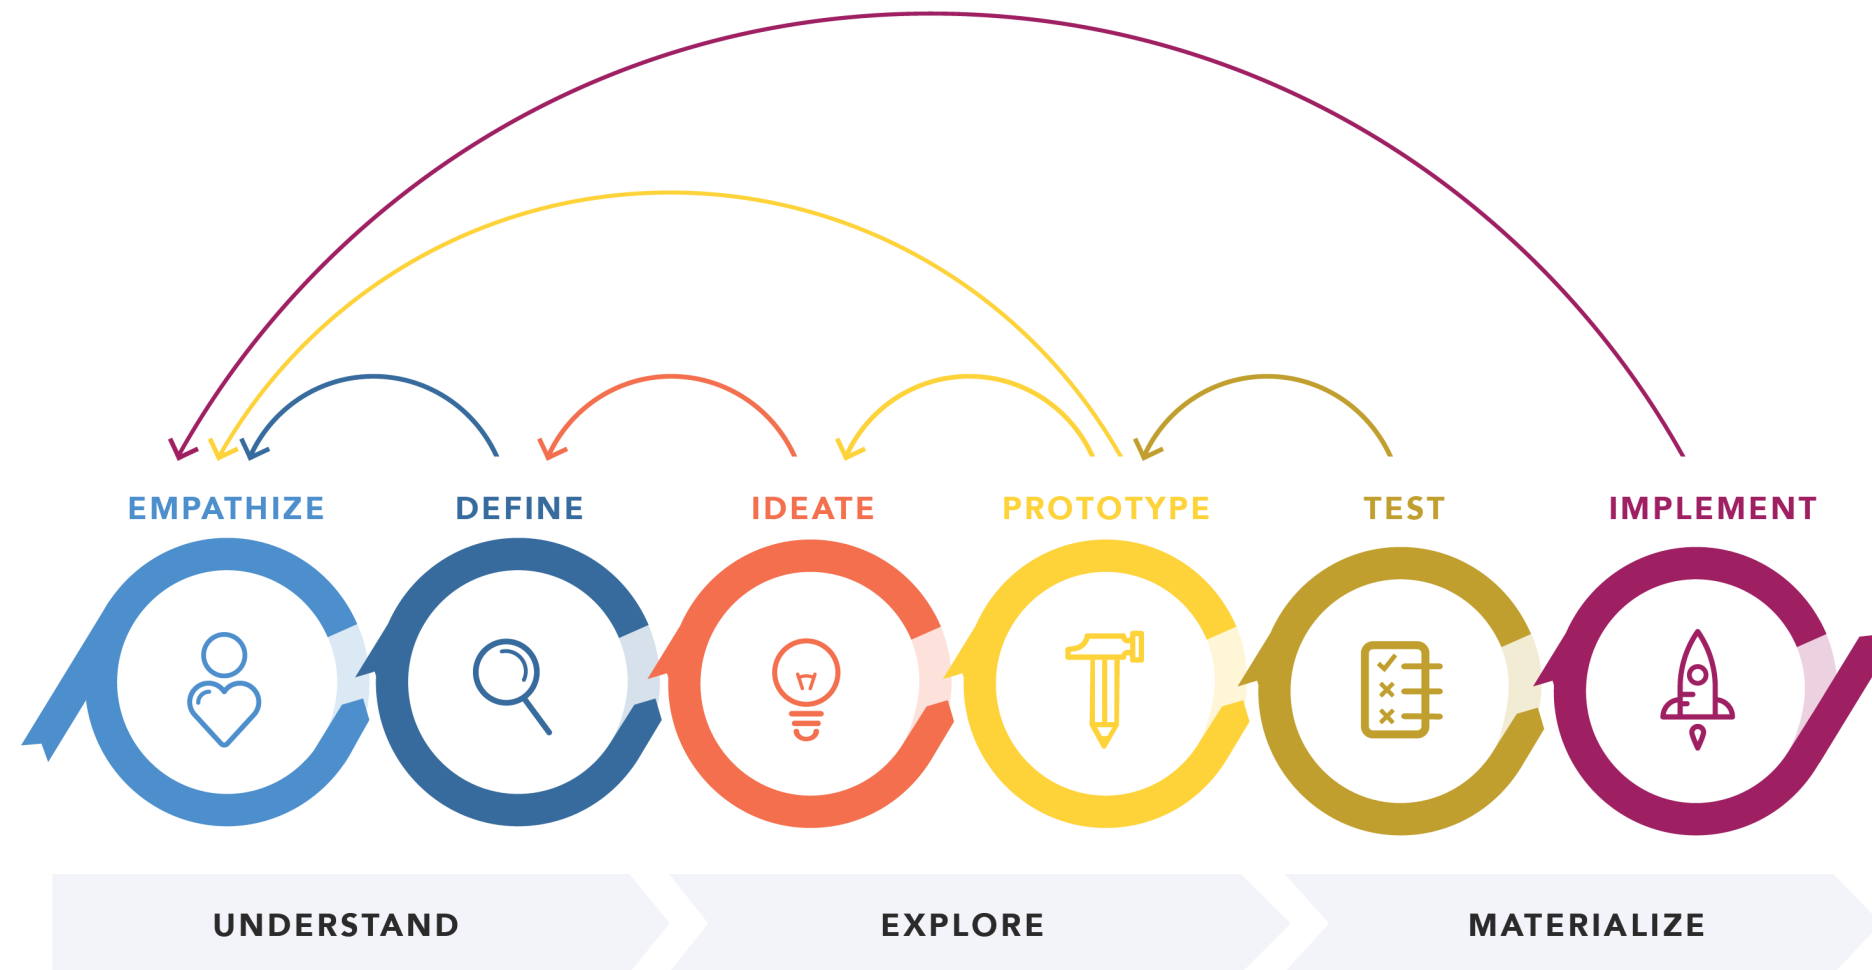 EMPATHIZE
DEFINE
IDEATE
PROTOTYPE
TEST
IMPLEMENT
UNDERSTAND
EXPLORE
MATERIALIZE